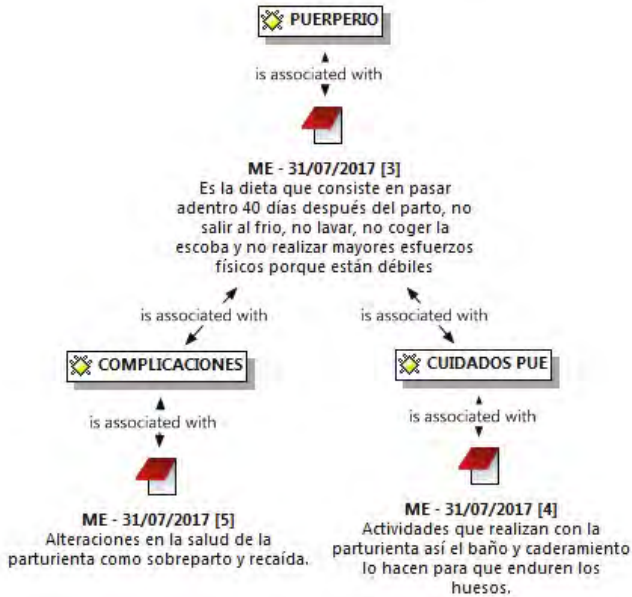 PUERPERIO
is associated with
ME - 31/07/2017 [3]
Es la dieta que consiste en pasar
adentro 40 días después del parto, no
salir al frio, no lavar, no coger la
escoba y no realizar mayores esfuerzos
físicos porque están débiles
is associated with
is associated with
COMPLICACIONES
CUIDADOS PUE
is associated with
is associated with
ME - 31/07/2017 [5]
Alteraciones en la salud de la
parturienta como sobreparto y recaída.
ME - 31/07/2017 [4]
Actividades que realizan con la
parturienta así el baño y caderamiento
lo hacen para que enduren los
huesos.